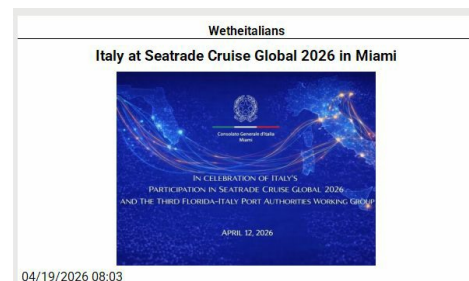 Wetheitalians
Italy at Seatrade Cruise Global 2026 in Miami
Consolato Generale d'Italia
Miami
IN CELEBRATION OF ITALY'S
PARTICIPATION IN SEATRADE CRUISE GLOBAL 2026
AND THE THIRD FLORIDA-ITALY PORT AUTHORITIES WORKING GROUP
APRIL 12, 2026
04/19/2026 08:03